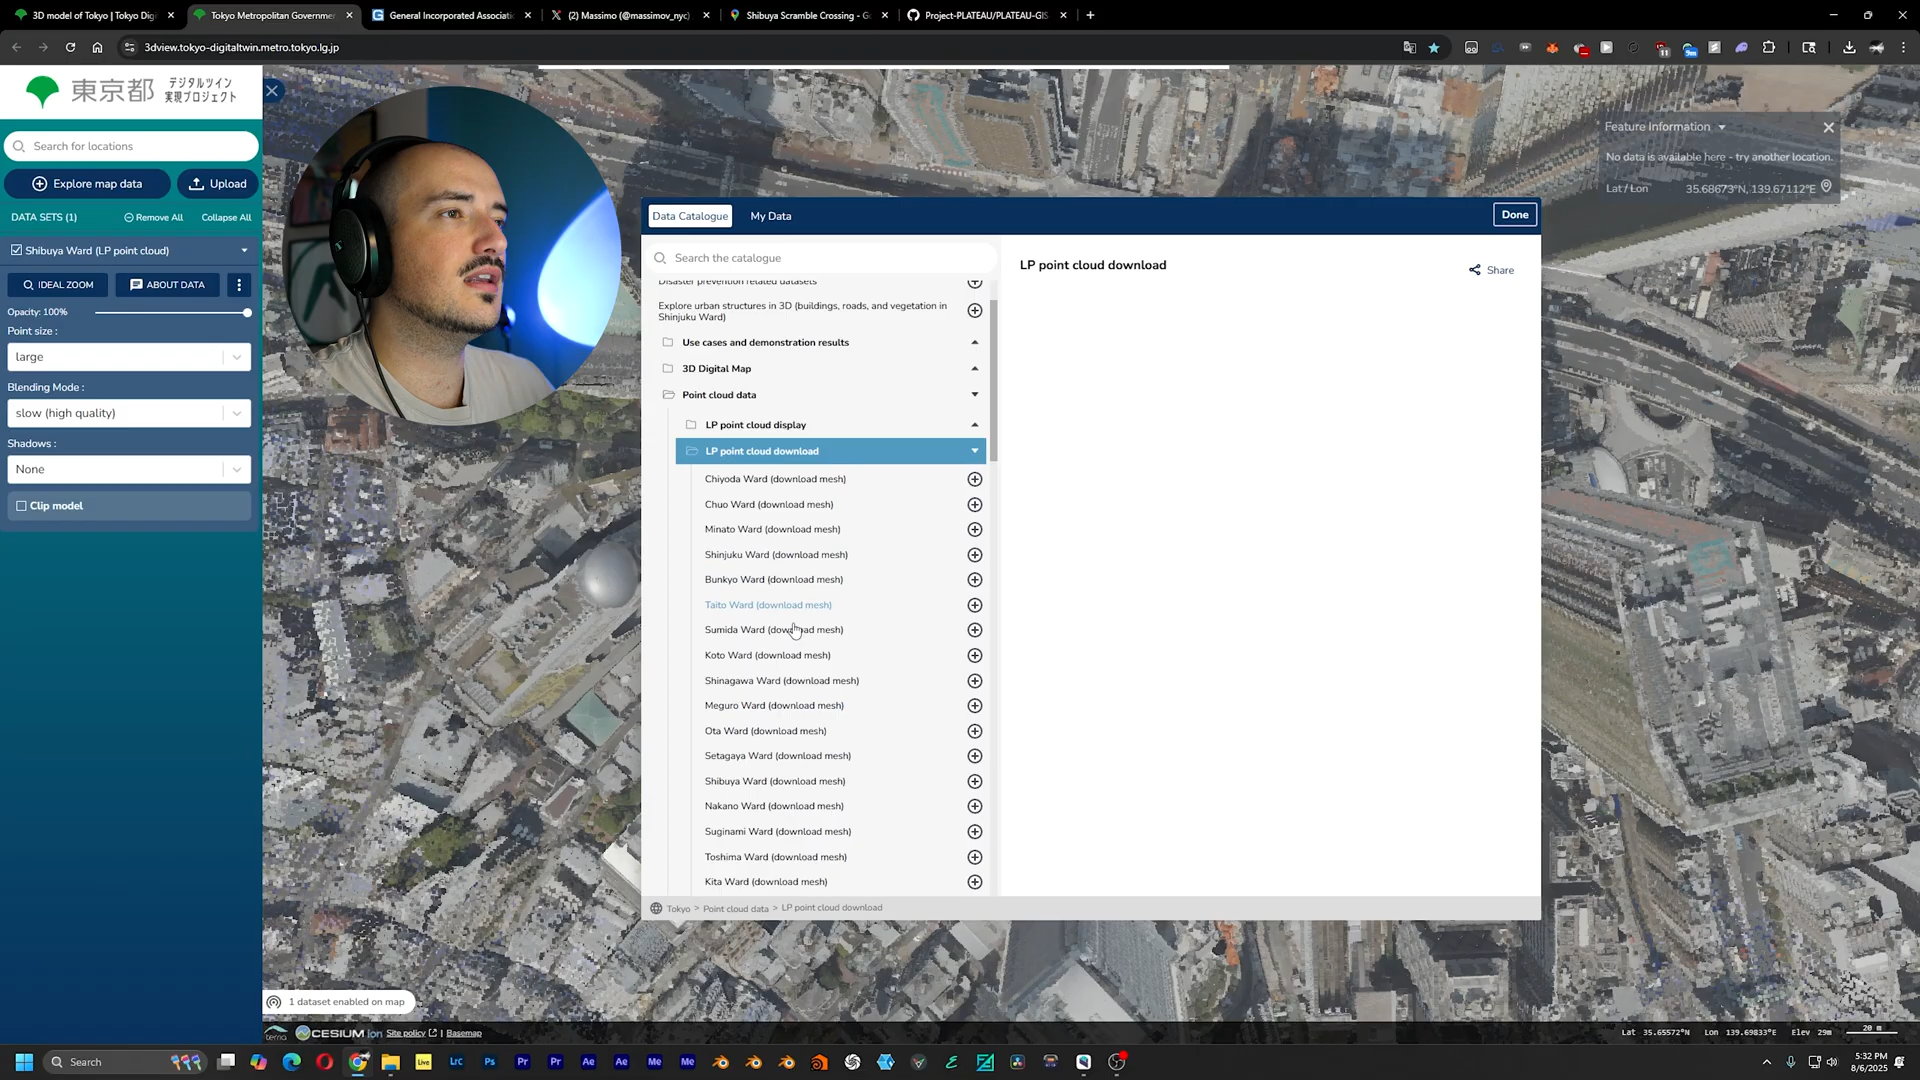 3D model of Tokyo | Tokyo Digi
Tokyo Metropolitan Governme
General Incorporated Associati
(2) Massimo (@massimov_nyc)
Shibuya Scramble Crossing - Go
Project-PLATEAU/PLATEAU-GIS
3dview.tokyo-digitaltwin.metro.tokyo.lg.jp
東京都
デジタルツイン
実現プロジェクト
Search for locations
Explore map data
Upload
DATA SETS (1)
Remove All
Collapse All
Shibuya Ward (LP point cloud)
IDEAL ZOOM
ABOUT DATA
Opacity: 100%
Point size :
large
Blending Mode :
slow (high quality)
Shadows :
None
Clip model
Feature Information
No data is available here - try another location.
Lat / Lon
35.68673°N, 139.67112°E
Data Catalogue
My Data
Done
Search the catalogue
Disaster prevention related datasets
Explore urban structures in 3D (buildings, roads, and vegetation in
Shinjuku Ward)
Use cases and demonstration results
3D Digital Map
Point cloud data
LP point cloud display
LP point cloud download
Chiyoda Ward (download mesh)
Chuo Ward (download mesh)
Minato Ward (download mesh)
Shinjuku Ward (download mesh)
Bunkyo Ward (download mesh)
Taito Ward (download mesh)
Sumida Ward (download mesh)
Koto Ward (download mesh)
Shinagawa Ward (download mesh)
Meguro Ward (download mesh)
Ota Ward (download mesh)
Setagaya Ward (download mesh)
Shibuya Ward (download mesh)
Nakano Ward (download mesh)
Suginami Ward (download mesh)
Toshima Ward (download mesh)
Kita Ward (download mesh)
LP point cloud download
Share
Tokyo > Point cloud data > LP point cloud download
1 dataset enabled on map
CESIUM ion
Site policy
| Basemap
Lat 35.65572°N Lon 139.69833°E Elev 29m
20 m
Search
Live
Lrc
Ps
Pr
Pr
Ae
Ae
Me
Me
5:32 PM
8/6/2025